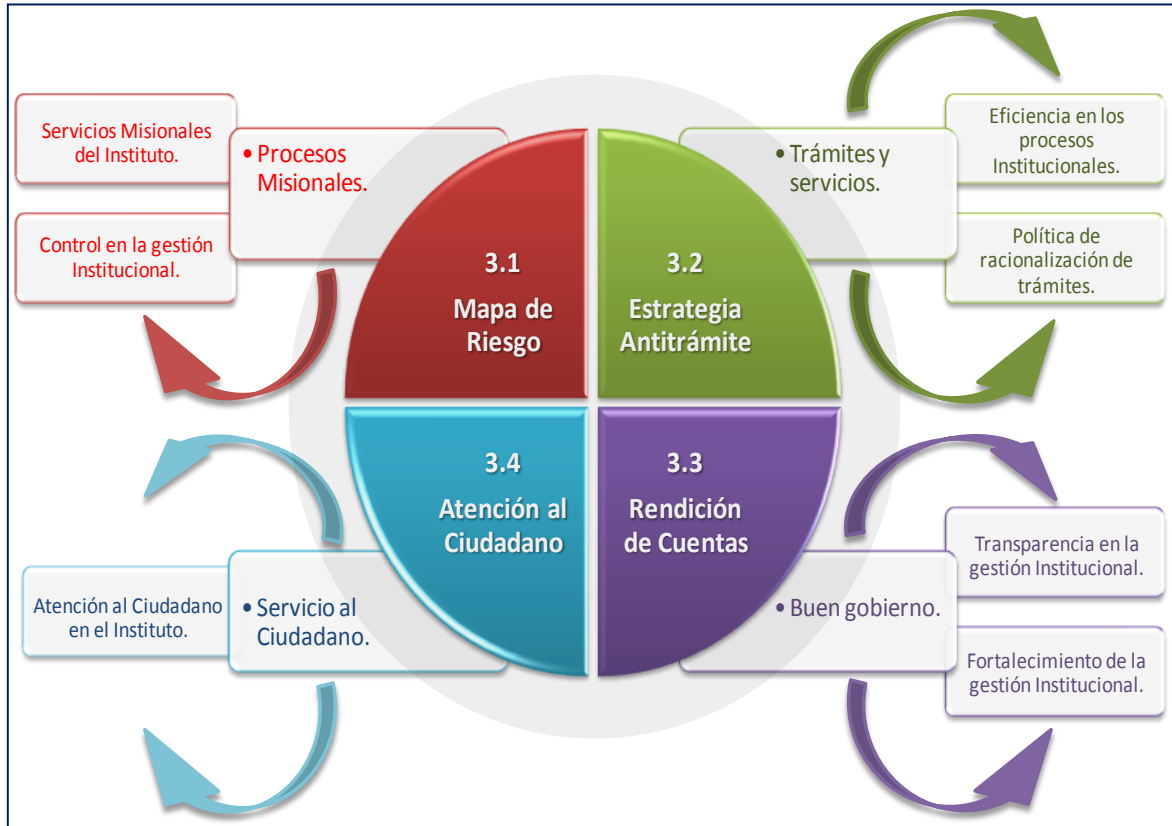 Servicios Misionales
del Instituto.
Control en la gestión
Institucional.
• Procesos
Misionales.
3.1
Mapa de
Riesgo
3.2
Estrategia
Antitrámite
• Trámites y
servicios.
Eficiencia en los
procesos
Institucionales.
Política de
racionalización de
trámites.
Atención al Ciudadano
en el Instituto.
• Servicio al
Ciudadano.
3.4
Atención al
Ciudadano
3.3
Rendición
de Cuentas
• Buen gobierno.
Transparencia en la
gestión Institucional.
Fortalecimiento de la
gestión Institucional.